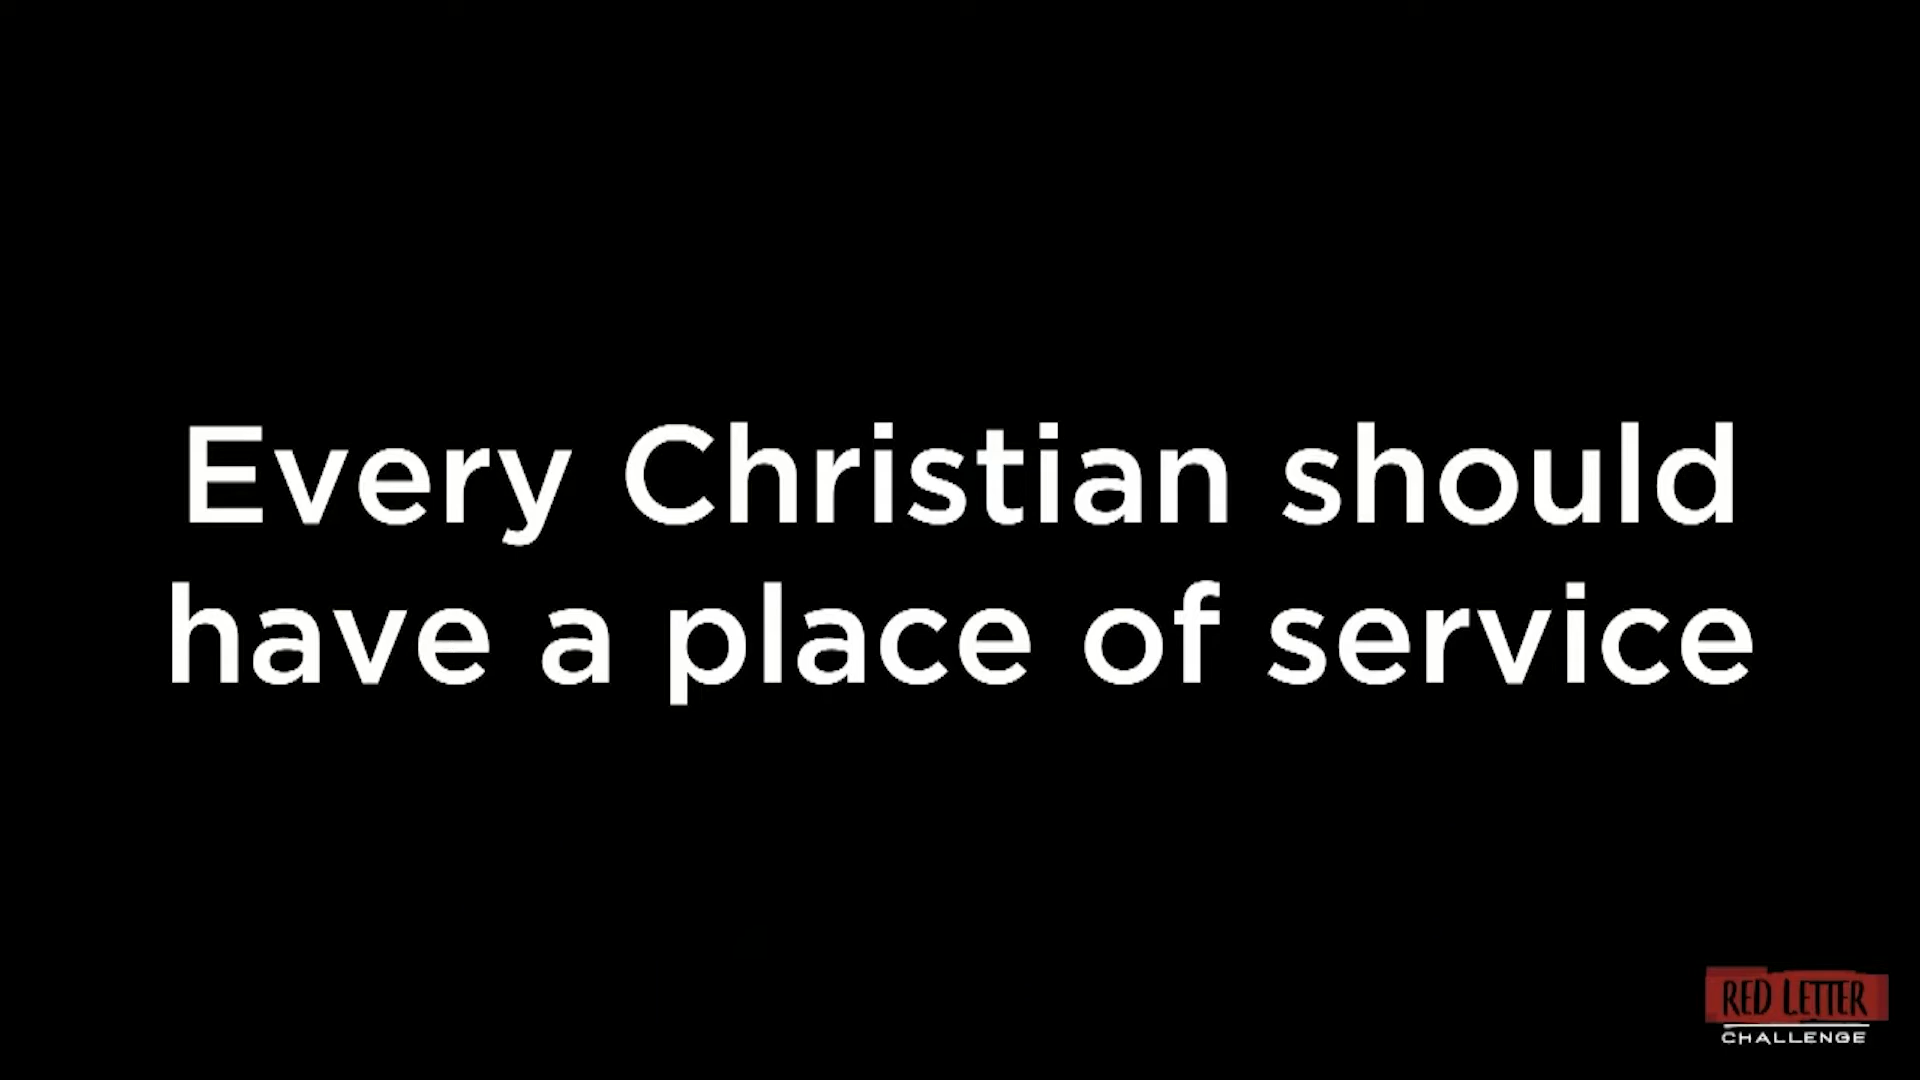 Every Christian should
have a place of service
RED LETTER
CHALLENGE